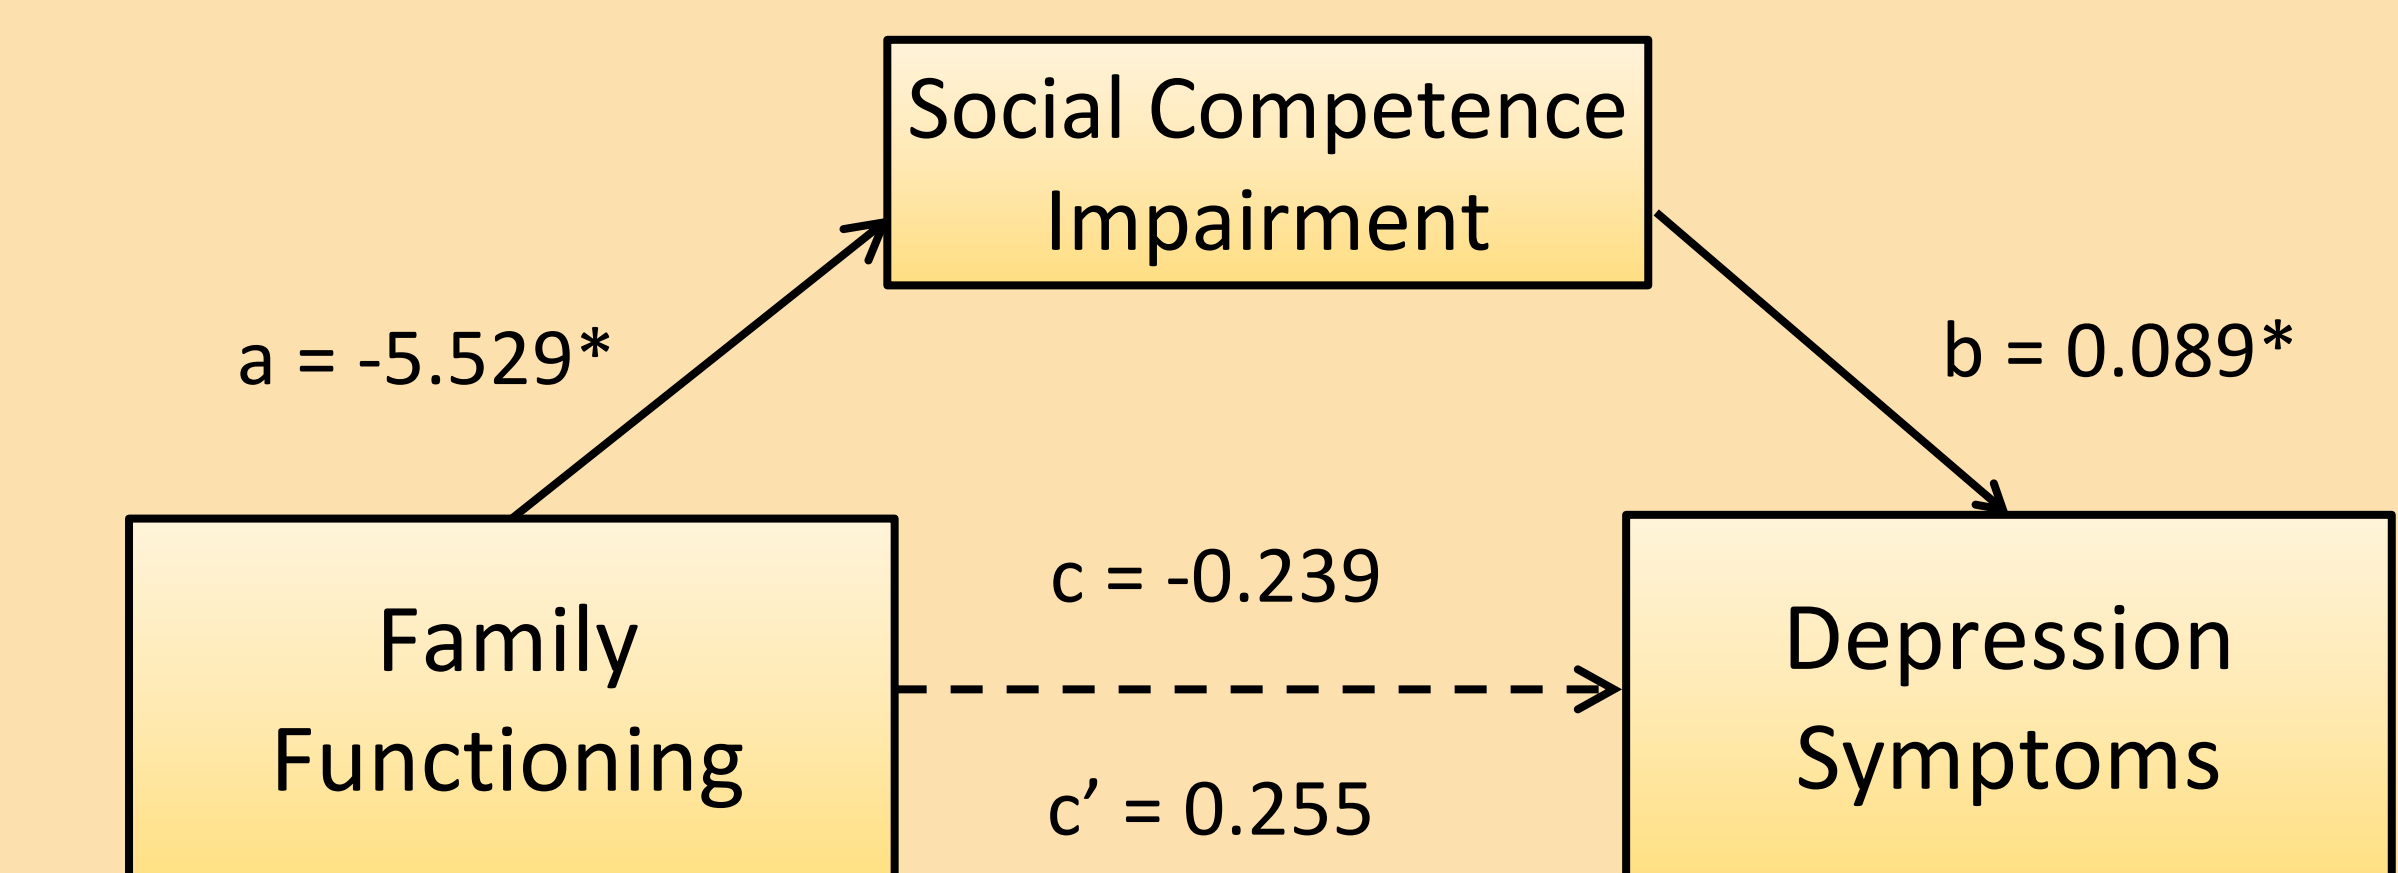 Social Competence
Impairment
a = -5.529*
b = 0.089*
c = -0.239
Family
Functioning
Depression
Symptoms
c’ = 0.255